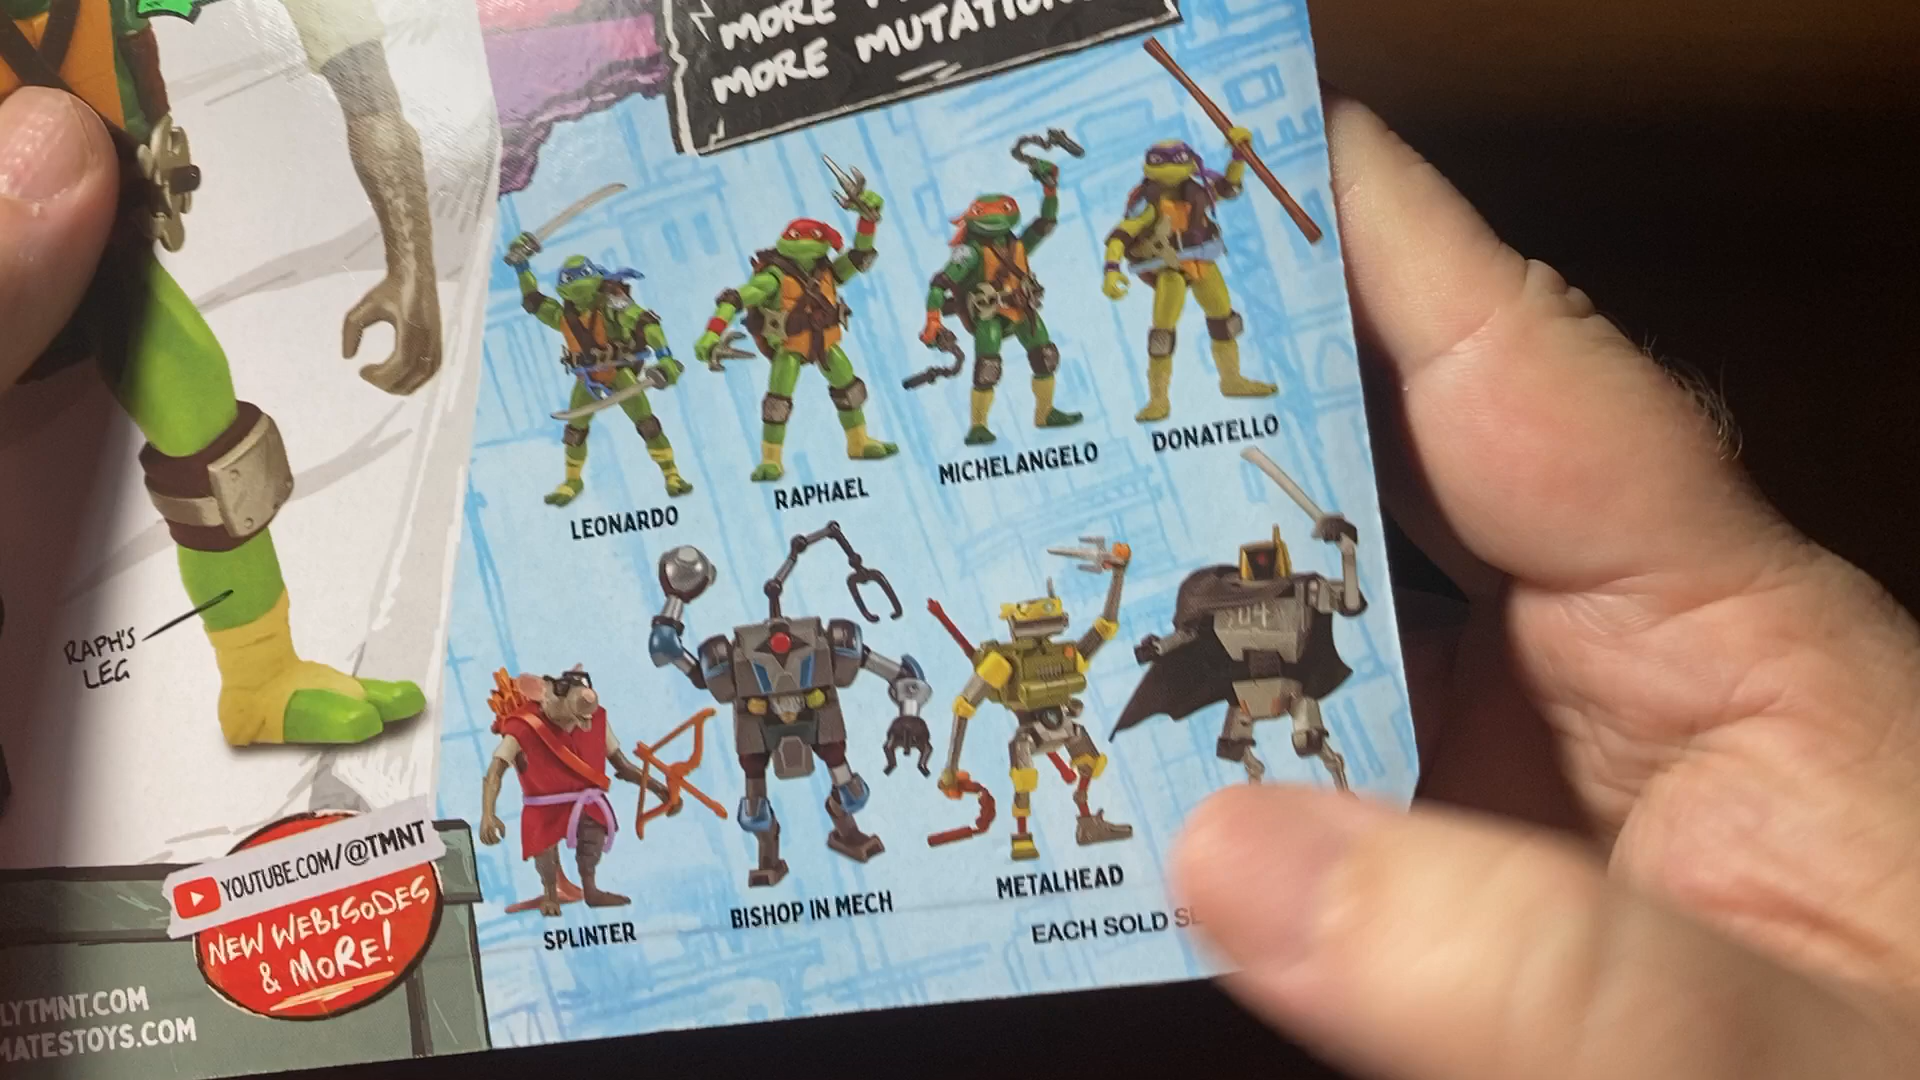 MORE
MORE MUTATION
LEONARDO
RAPHAEL
MICHELANGELO
DONATELLO
SPLINTER
BISHOP IN MECH
METALHEAD
EACH SOLD
RAPH'S
LEG
YOUTUBE.COM/@TMNT
NEW WEBISODES
& MORE!
LYTMNT.COM
MATESTOYS.COM